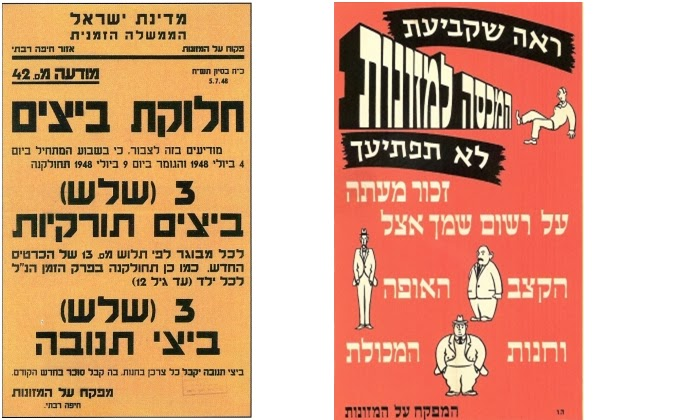 ראה שקביעת
המכסה למזונות
לא תפתיעך
זכור מעתה
על רשום שמך אצל
הקצב האופה
וחנות המכולת
המפקח על המזונות
מדינת ישראל
הממשלה הזמנית
פקוח על המזונות אזור חיפה רבתי
כ"ח בסיון תש"ח
5.7.48
מודעה מס. 42
חלוקת ביצים
מודיעים בזה לצבור, כי בשבוע המתחיל ביום
4 ביולי 1948 והגומר ביום 9 ביולי 1948 תחולקנה
3 (שלש)
ביצים תורקיות
לכל מבוגר לפי תלוש מס. 13 של הכרטיס
החדש. כמו כן תחולקנה בפרק הזמן הנ"ל
לכל ילד (עד גיל 12)
3 (שלש)
ביצי תנובה
ביצי תנובה יקבל כל צרכן בחנות, בה קבל סוכר בחדש הקודם.
מפקח על המזונות
חיפה רבתי.